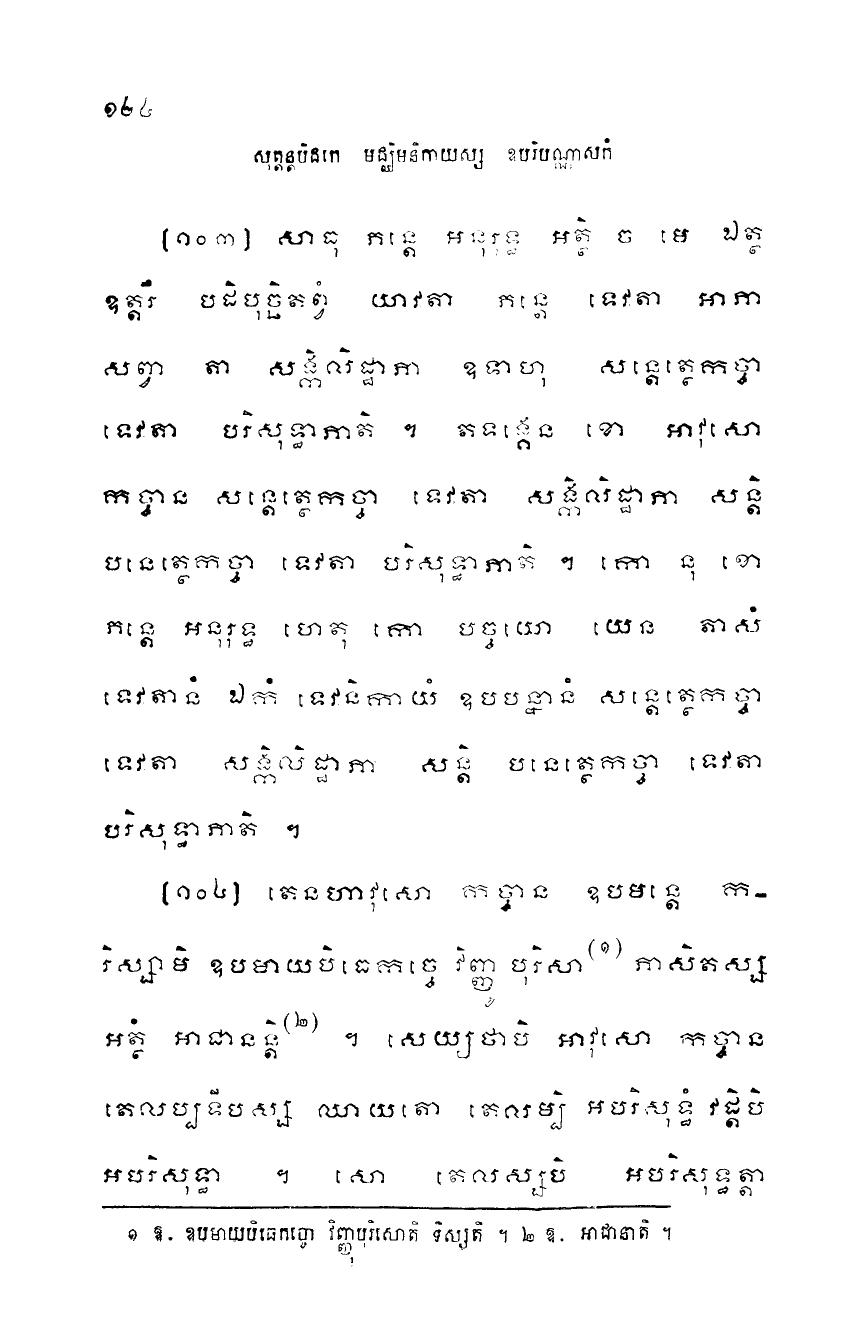 ១២៤
សុត្តន្តបិដកេ មជ្ឈិមនិកាយស្ស ឧបរិបណ្ណាសកំ
[១០៣] សាធុ ភន្តេ អនុរុទ្ធ អត្ថិ ច មេ ឯត្ថ
ឧត្តរឹ បដិបុច្ឆិតព្វំ យាវតា ភន្តេ ទេវតា អាភា
សព្វា តា សង្កិលិដ្ឋាភា ឧទាហុ សន្តេត្ថេកច្ចា
ទេវតា បរិសុទ្ធាភាតិ ។ តទង្គេន ខោ អាវុសោ
កច្ចាន សន្តេត្ថេកច្ចា ទេវតា សង្កិលិដ្ឋាភា សន្តិ
បនេត្ថេកច្ចា ទេវតា បរិសុទ្ធាភាតិ ។ កោ នុ ខោ
ភន្តេ អនុរុទ្ធ ហេតុ កោ បច្ចយោ យេន តាសំ
ទេវតានំ ឯកំ ទេវនិកាយំ ឧបបន្នានំ សន្តេត្ថេកច្ចា
ទេវតា សង្កិលិដ្ឋាភា សន្តិ បនេត្ថេកច្ចា ទេវតា
បរិសុទ្ធាភាតិ ។
[១០៤] តេនហាវុសោ កច្ចាន ឧបមន្តេ ក-
រិស្សាមិ ឧបមាយបិធេកច្ចេ វិញ្ញូ បុរិសា(១) ភាសិតស្ស
អត្ថំ អាជានន្តិ(២) ។ សេយ្យថាបិ អាវុសោ កច្ចាន
តេលប្បទីបស្ស ឈាយតោ តេលម្បិ អបរិសុទ្ធំ វដ្តិបិ
អបរិសុទ្ធា ។ សោ តេលស្សបិ អបរិសុទ្ធត្តា
១ ឱ. ឧបមាយបិធេកច្ចោ វិញ្ញុបុរិសោតិ ទិស្សតិ ។ ២ ឱ. អាជានាតិ ។